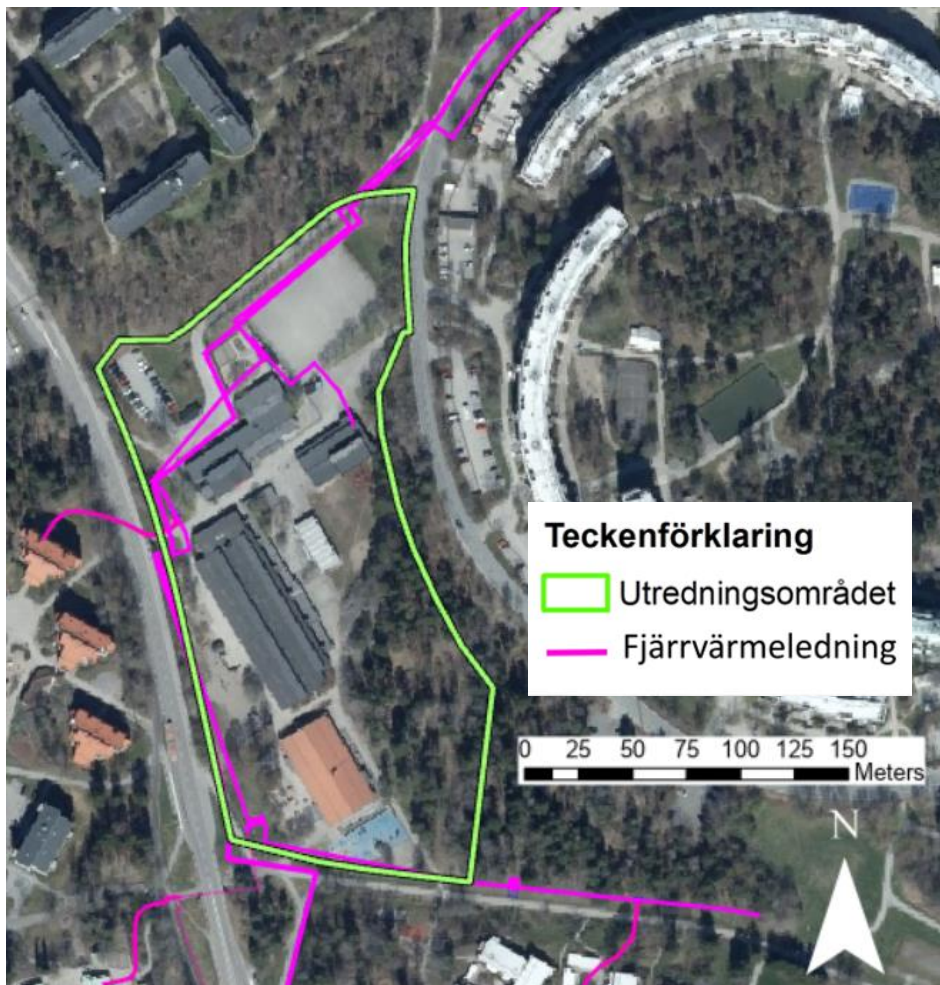 Teckenförklaring
Utredningsområdet
Fjärrvärmeledning
0 25 50 75 100 125 150
Meters
N